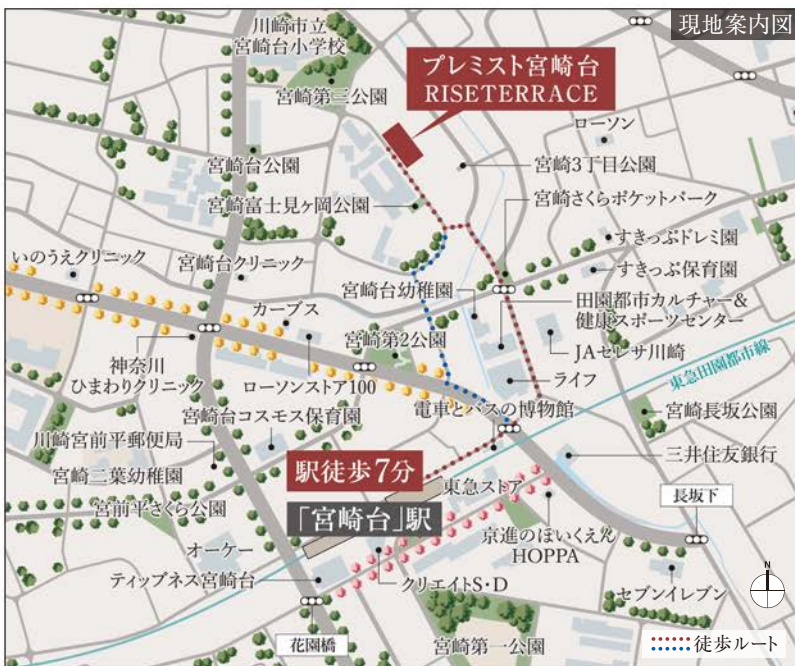 現地案内図
川崎市立
宮崎台小学校
宮崎第三公園
プレミスト宮崎台
RISETERRACE
ローソン
宮崎台公園
宮崎3丁目公園
宮崎富士見ヶ岡公園
宮崎さくらポケットパーク
いのうえクリニック
宮崎台クリニック
すきっぷドレミ園
すきっぷ保育園
宮崎台幼稚園
カーブス
田園都市カルチャー&
健康スポーツセンター
宮崎第2公園
神奈川
ひまわりクリニック
ローソンストア100
JAセレサ川崎
ライフ
東急田園都市線
宮崎台コスモス保育園
電車とバスの博物館
宮崎長坂公園
川崎宮前平郵便局
宮崎二葉幼稚園
駅徒歩7分
三井住友銀行
宮前平さくら公園
東急ストア
長坂下
「宮崎台」駅
オーケー
京進のほいくえん
HOPPA
ティップネス宮崎台
クリエイトS・D
セブンイレブン
N
花園橋
宮崎第一公園
徒歩ルート